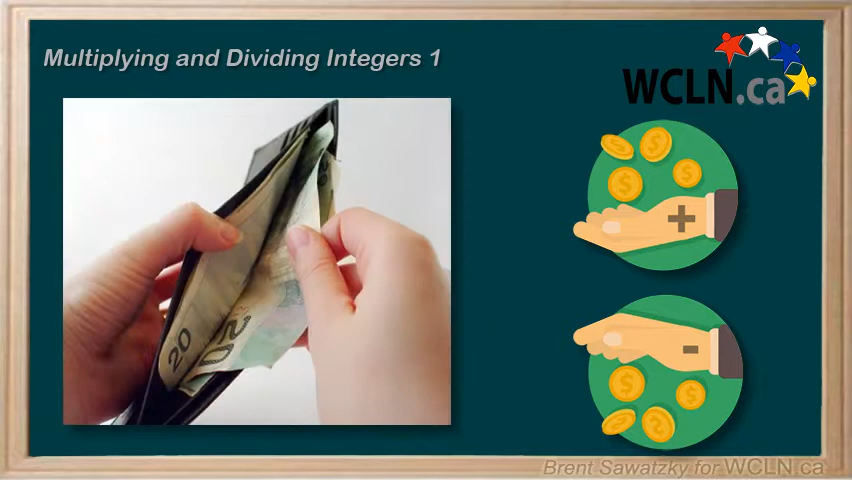 Multiplying and Dividing Integers 1
WCLN.ca
20
20
+
-
$ $ $ $
$ $ $ $
Brent Sawatzky for WCLN.ca